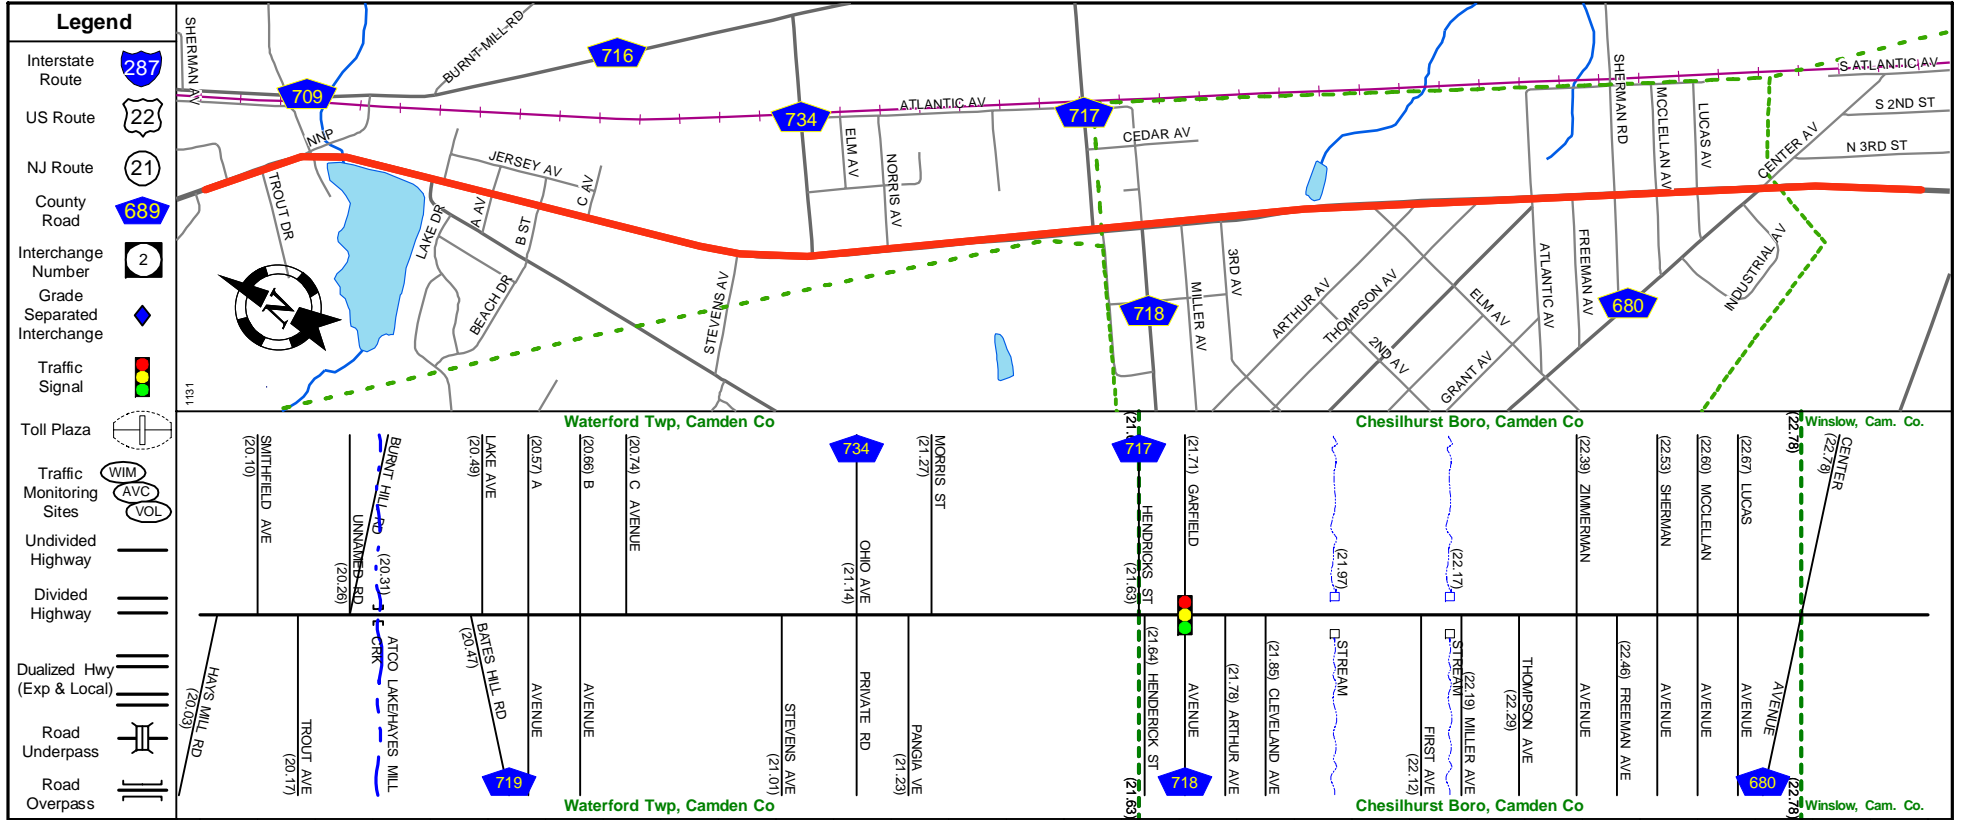 Legend
Interstate
Route
287
US Route
22
NJ Route
21
County
Road
689
Interchange
Number
2
Grade
Separated
Interchange
Traffic
Signal
Toll Plaza
Traffic
Monitoring
Sites
WIM
AVC
VOL
Undivided
Highway
Divided
Highway
Dualized Hwy
(Exp & Local)
Road
Underpass
Road
Overpass
SHERMAN AV
BURNT MILL RD
716
709
NNP
TROUT DR
JERSEY AV
LAKE DR
A AV
B ST
C AV
BEACH DR
STEVENS AV
N
1131
734
ATLANTIC AV
ELM AV
NORRIS AV
717
CEDAR AV
718
MILLER AV
3RD AV
ARTHUR AV
THOMPSON AV
2ND AV
ELM AV
GRANT AV
ATLANTIC AV
FREEMAN AV
680
SHERMAN RD
MCCLELLAN AV
LUCAS AV
CENTER AV
INDUSTRIAL AV
S ATLANTIC AV
S 2ND ST
N 3RD ST
Waterford Twp, Camden Co
Chesilhurst Boro, Camden Co
Winslow, Cam. Co.
SMITHFIELD AVE
(20.10)
UNNAMED RD
(20.26)
BURNT HILL RD
(20.31)
LAKE AVE
(20.49)
(20.57) A
(20.66) B
(20.74) C AVENUE
734
OHIO AVE
(21.14)
MORRIS ST
(21.27)
717
HENDRICKS ST
(21.63)
(21.71) GARFIELD
(21.97)
(22.17)
(22.39) ZIMMERMAN
(22.53) SHERMAN
(22.60) MCCLELLAN
(22.67) LUCAS
(22.78)
CENTER
(22.78)
HAYS MILL RD
(20.03)
TROUT AVE
(20.17)
ATCO LAKE/HAYES MILL
CRK
BATES HILL RD
(20.47)
719
AVENUE
AVENUE
STEVENS AVE
(21.01)
PRIVATE RD
PANGIA VE
(21.23)
(21.63)
(21.64) HENDERICK ST
AVENUE
718
(21.78) ARTHUR AVE
(21.85) CLEVELAND AVE
STREAM
FIRST AVE
(22.12)
STREAM
(22.19) MILLER AVE
THOMPSON AVE
(22.29)
AVENUE
(22.46) FREEMAN AVE
AVENUE
AVENUE
AVENUE
AVENUE
680
(22.78)
Waterford Twp, Camden Co
Chesilhurst Boro, Camden Co
Winslow, Cam. Co.